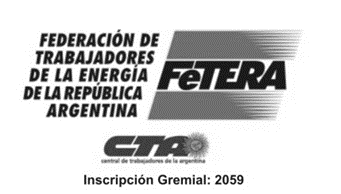 FEDERACIÓN DE
TRABAJADORES
DE LA ENERGÍA
DE LA REPÚBLICA
ARGENTINA
FeTERA
CTA
central de trabajadores de la argentina
Inscripción Gremial: 2059